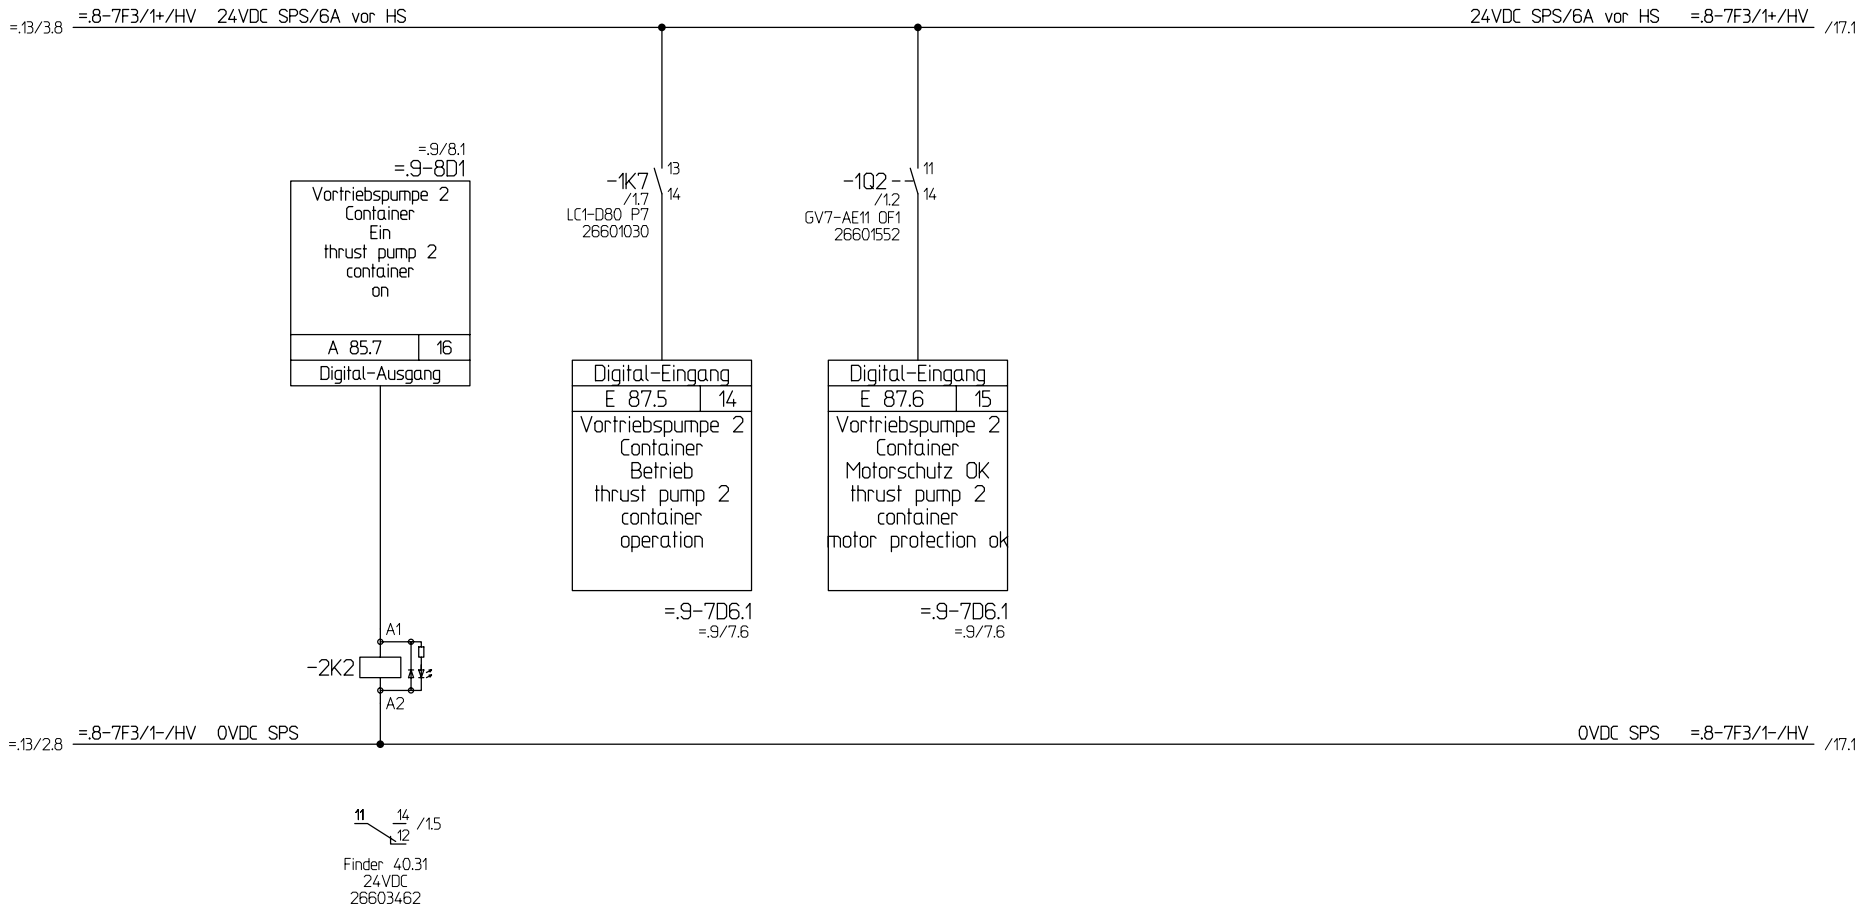 =.8-7F3/1+/HV 24VDC SPS/6A vor HS
24VDC SPS/6A vor HS =.8-7F3/1+/HV
=.13/3.8
/17.1
=.9/8.1
=.9-8D1
Vortriebspumpe 2
Container
Ein
thrust pump 2
container
on
A 85.7 16
Digital-Ausgang
13
-1K7
14
/1.7
LC1-D80 P7
26601030
11
-1Q2
14
/1.2
GV7-AE11 OF1
26601552
Digital-Eingang
E 87.5 14
Vortriebspumpe 2
Container
Betrieb
thrust pump 2
container
operation
=.9-7D6.1
=.9/7.6
Digital-Eingang
E 87.6 15
Vortriebspumpe 2
Container
Motorschutz OK
thrust pump 2
container
motor protection ok
=.9-7D6.1
=.9/7.6
A1
-2K2
A2
=.8-7F3/1-/HV 0VDC SPS
0VDC SPS =.8-7F3/1-/HV
=.13/2.8
/17.1
11 14
/1.5
12
Finder 40.31
24VDC
26603462